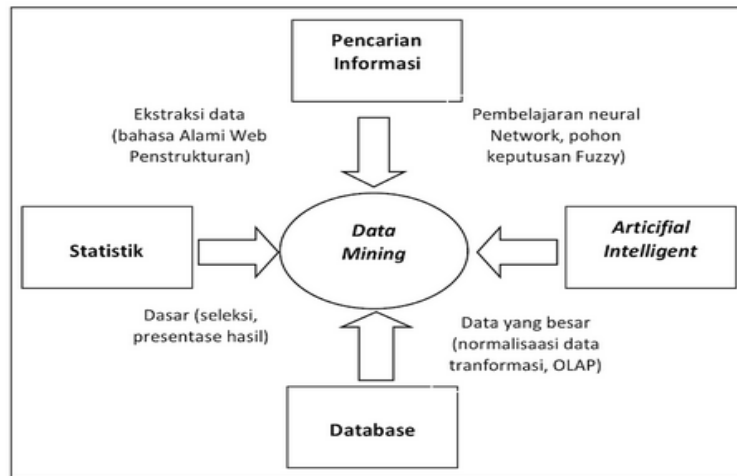 Pencarian
Informasi
Ekstraksi data
(bahasa Alami Web
Penstrukturan)
Pembelajaran neural
Network, pohon
keputusan Fuzzy)
Statistik
Data
Mining
Articifial
Intelligent
Dasar (seleksi,
presentase hasil)
Data yang besar
(normalisaasi data
tranformasi, OLAP)
Database